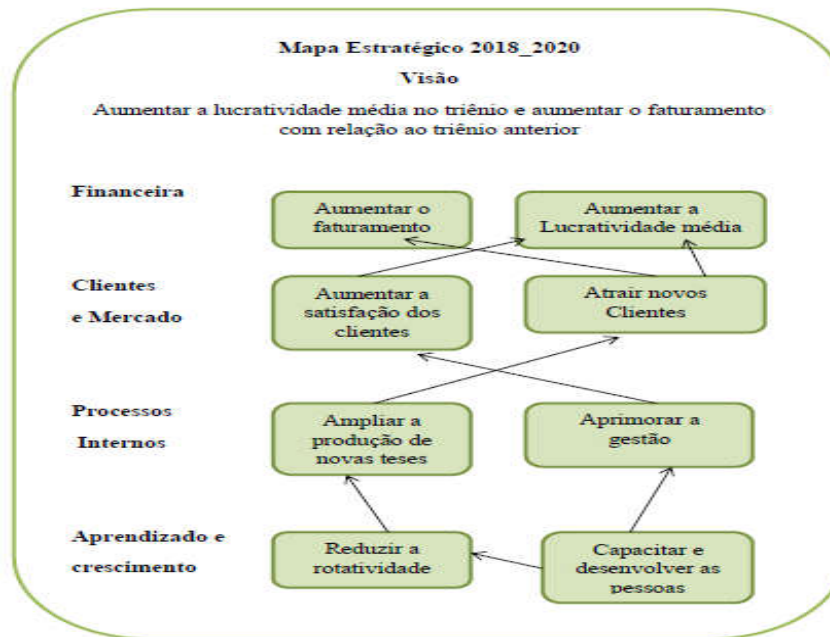 Mapa Estratégico 2018_2020
Visão
Aumentar a lucratividade média no triênio e aumentar o faturamento
com relação ao triênio anterior
Financeira
Aumentar o
faturamento
Aumentar a
Lucratividade média
Clientes
e Mercado
Aumentar a
satisfação dos
clientes
Atrair novos
Clientes
Processos
Internos
Ampliar a
produção de
novas teses
Aprimorar a
gestão
Aprendizado e
crescimento
Reduzir a
rotatividade
Capacitar e
desenvolver as
pessoas